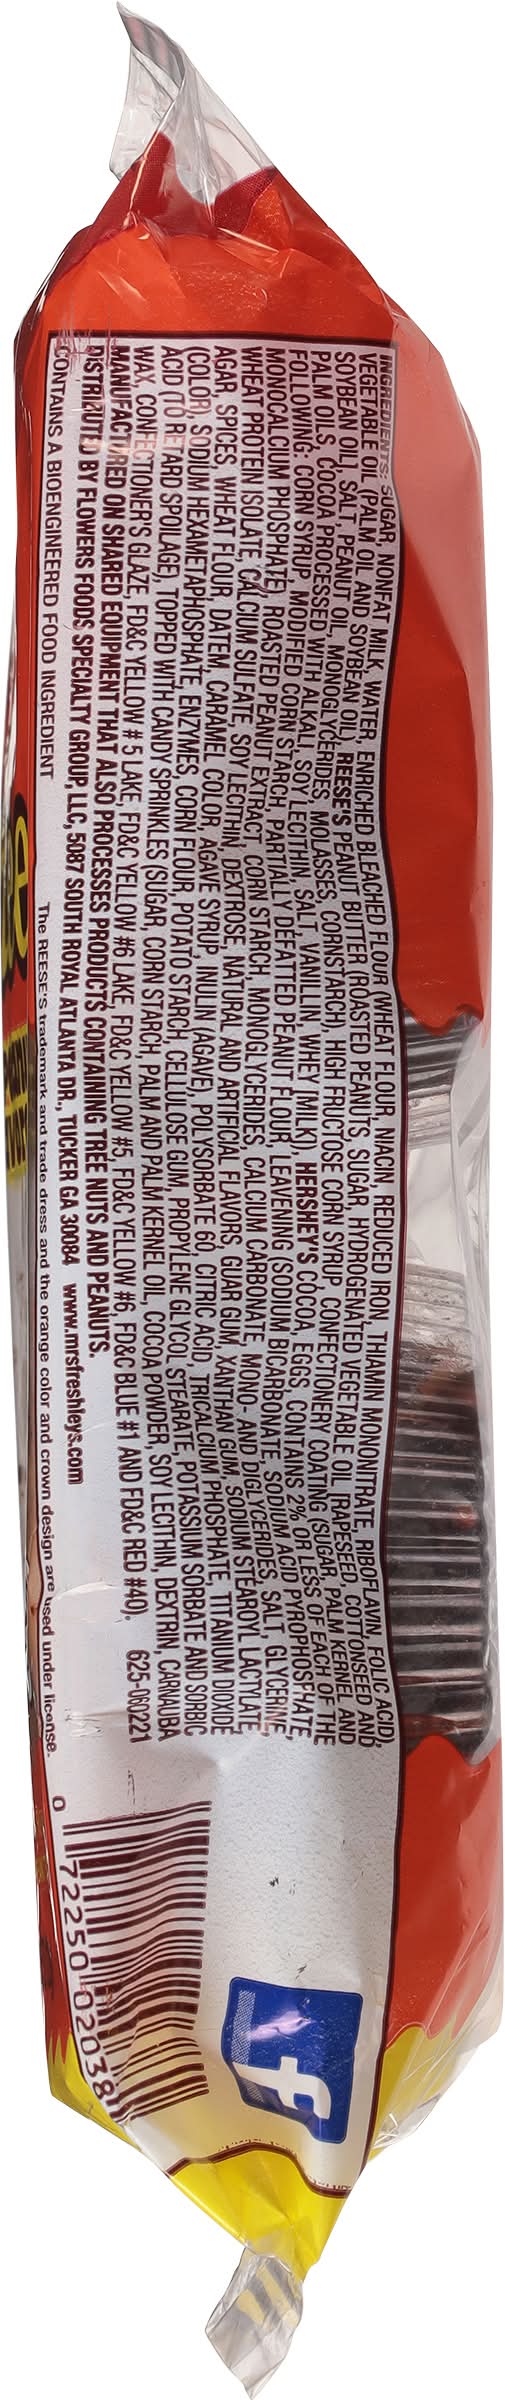 INGREDIENTS: SUGAR, NONFAT MILK, WATER, ENRICHED BLEACHED FLOUR (WHEAT FLOUR, NIACIN, REDUCED IRON, THIAMIN MONONITRATE, RIBOFLAVIN, FOLIC ACID),
VEGETABLE OIL (PALM OIL AND SOYBEAN OIL), REESE'S PEANUT BUTTER (ROASTED PEANUTS, SUGAR, HYDROGENATED VEGETABLE OIL [RAPESEED, COTTONSEED AND
SOYBEAN OIL], SALT, PEANUT OIL, MONOGLYCERIDES, MOLASSES, CORNSTARCH), HIGH FRUCTOSE CORN SYRUP, CONFECTIONERY COATING (SUGAR, PALM KERNEL AND
PALM OILS, COCOA PROCESSED WITH ALKALI, SOY LECITHIN, SALT, VANILLIN, WHEY [MILK]), HERSHEY'S COCOA, EGGS, CONTAINS 2% OR LESS OF EACH OF THE
FOLLOWING: CORN SYRUP, MODIFIED CORN STARCH, PARTIALLY DEFATTED PEANUT FLOUR, LEAVENING (SODIUM BICARBONATE, SODIUM ACID PYROPHOSPHATE,
MONOCALCIUM PHOSPHATE), ROASTED PEANUT EXTRACT, CORN STARCH, MONOGLYCERIDES, CALCIUM CARBONATE, MONO- AND DIGLYCERIDES, SALT, GLYCERINE,
WHEAT PROTEIN ISOLATE, CALCIUM SULFATE, SOY LECITHIN, DEXTROSE, NATURAL AND ARTIFICIAL FLAVORS, GUAR GUM, XANTHAN GUM, SODIUM STEAROYL LACTYLATE,
AGAR, SPICES, WHEAT FLOUR, DATEM, CARAMEL COLOR, AGAVE SYRUP, INULIN (AGAVE), POLYSORBATE 60, CITRIC ACID, TRICALCIUM PHOSPHATE, TITANIUM DIOXIDE
(COLOR), SODIUM HEXAMETAPHOSPHATE, ENZYMES, CORN FLOUR, POTATO STARCH, CELLULOSE GUM, PROPYLENE GLYCOL STEARATE, POTASSIUM SORBATE AND SORBIC
ACID (TO RETARD SPOILAGE), TOPPED WITH CANDY SPRINKLES (SUGAR, CORN STARCH, PALM AND PALM KERNEL OIL, COCOA POWDER, SOY LECITHIN, DEXTRIN, CARNAUBA
WAX, CONFECTIONER'S GLAZE, FD&C YELLOW # 5 LAKE, FD&C YELLOW #6 LAKE, FD&C YELLOW #5, FD&C YELLOW #6, FD&C BLUE #1 AND FD&C RED #40). 625-060221
MANUFACTURED ON SHARED EQUIPMENT THAT ALSO PROCESSES PRODUCTS CONTAINING TREE NUTS AND PEANUTS.
DISTRIBUTED BY FLOWERS FOODS SPECIALTY GROUP, LLC, 5087 SOUTH ROYAL ATLANTA DR., TUCKER GA 30084 www.mrsfreshleys.com
CONTAINS A BIOENGINEERED FOOD INGREDIENT
The REESE'S trademark and trade dress and the orange color and crown design are used under license.
0 72250 02038
f